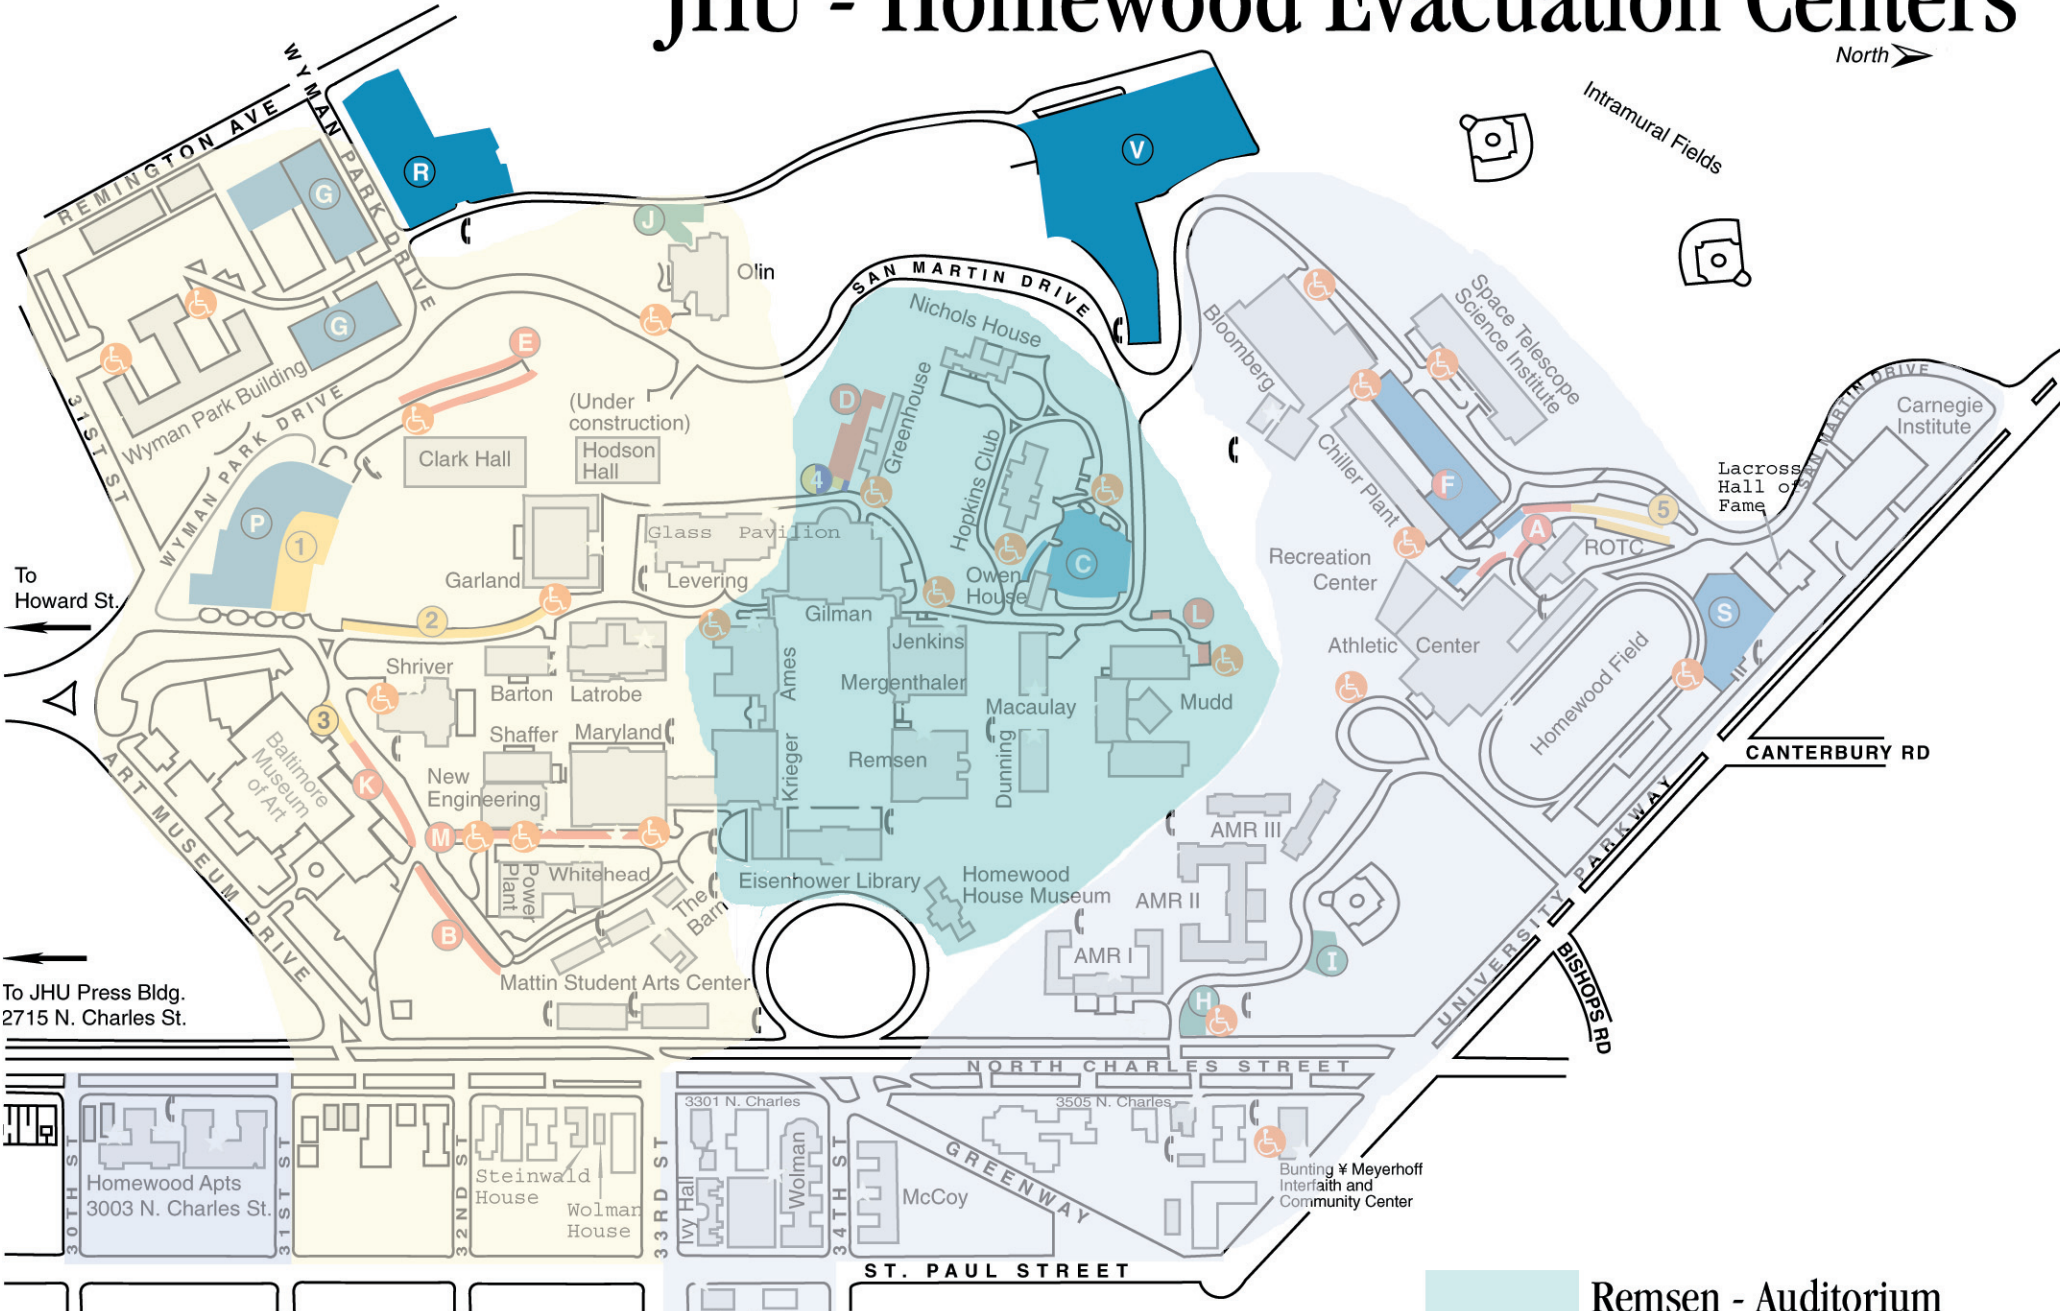 JHU - Homewood Evacuation Centers
North
Intramural Fields
WYMAN PARK DRIVE
REMINGTON AVE
R
V
G
J
Olin
SAN MARTIN DRIVE
Nichols House
G
E
Space Telescope
Science Institute
Bloomberg
Wyman Park Building
31ST ST
WYMAN PARK DRIVE
(Under
construction)
Hodson
Hall
Clark Hall
D
Greenhouse
4
Hopkins Club
Chiller Plant
F
SAN MARTIN DRIVE
Carnegie
Institute
Lacross
Hall of
Fame
5
A
ROTC
P
1
Glass Pavilion
Garland
Levering
Owen
House
C
Recreation
Center
To
Howard St.
2
Gilman
Jenkins
L
S
Athletic Center
Homewood Field
Shriver
Barton
Latrobe
Ames
Mergenthaler
Macaulay
Mudd
3
Shaffer
Maryland
Baltimore
Museum
of Art
Krieger
Remsen
Dunning
CANTERBURY RD
K
New
Engineering
M
ART MUSEUM DRIVE
Power
Plant
Whitehead
The
Barn
Eisenhower Library
Homewood
House Museum
AMR III
AMR II
AMR I
B
I
H
UNIVERSITY PARKWAY
BISHOPS RD
Mattin Student Arts Center
To JHU Press Bldg.
2715 N. Charles St.
NORTH CHARLES STREET
3301 N. Charles
3505 N. Charles
30TH ST
Homewood Apts
3003 N. Charles St.
31ST ST
32ND ST
Steinwald
House
Wolman
House
33RD ST
Ivy Hall
Wolman
34TH ST
McCoy
GREENWAY
Bunting ¥ Meyerhoff
Interfaith and
Community Center
ST. PAUL STREET
Remsen - Auditorium